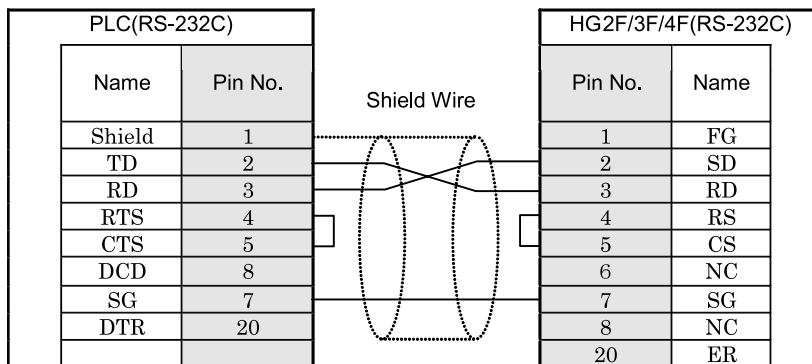 PLC(RS-232C) HG2F/3F/4F(RS-232C)
Name Pin No. Shield Wire Pin No. Name
Shield 1 1 FG
TD 2 2 SD
RD 3 3 RD
RTS 4 4 RS
CTS 5 5 CS
DCD 8 6 NC
SG 7 7 SG
DTR 20 8 NC
20 ER